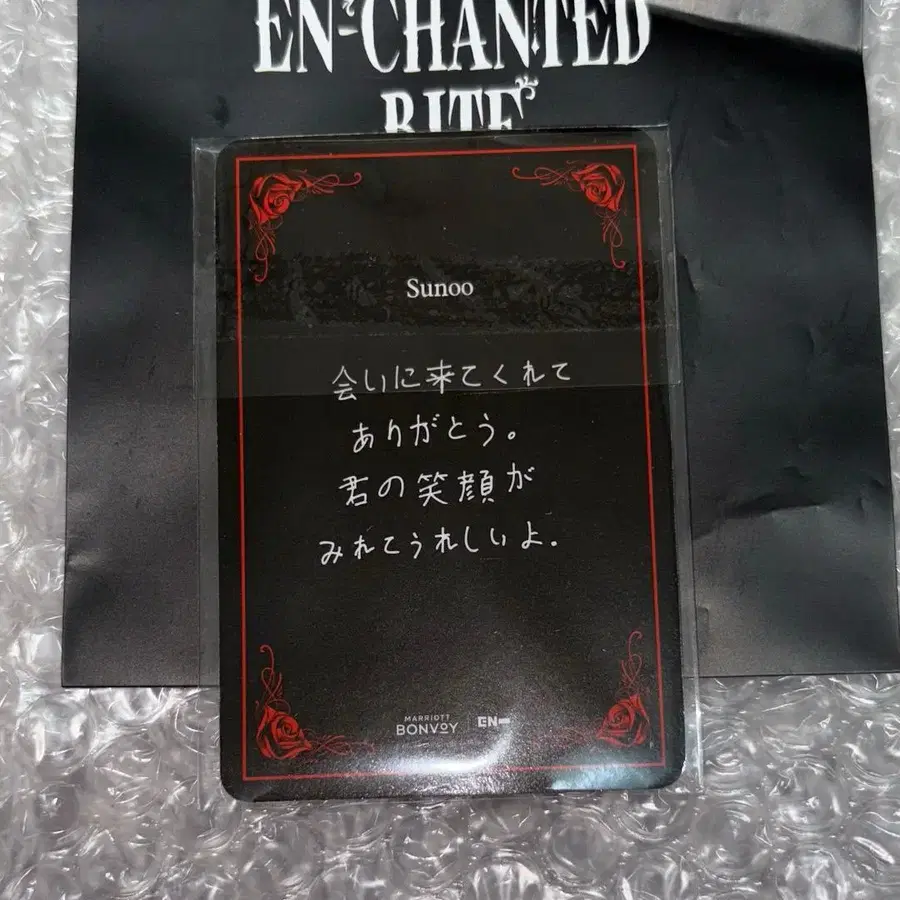 EN-CHANTED
BITE
Sunoo
会いに来てくれて
ありがとう。
君の笑顔が
みれてうれしいよ.
MARRIOTT
BONVOY
EN-